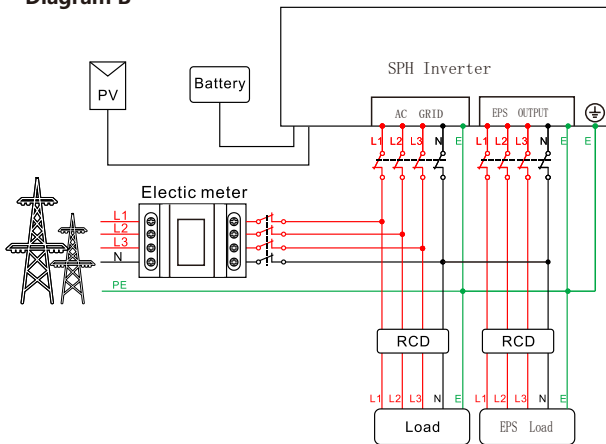 Diagram B
SPH Inverter
PV
Battery
AC GRID
EPS OUTPUT
L1 L2 L3 N E
L1 L2 L3 N E E
Electic meter
L1
L2
L3
N
PE
RCD
RCD
L1 L2 L3 N E
L1 L2 L3 N E
Load
EPS Load